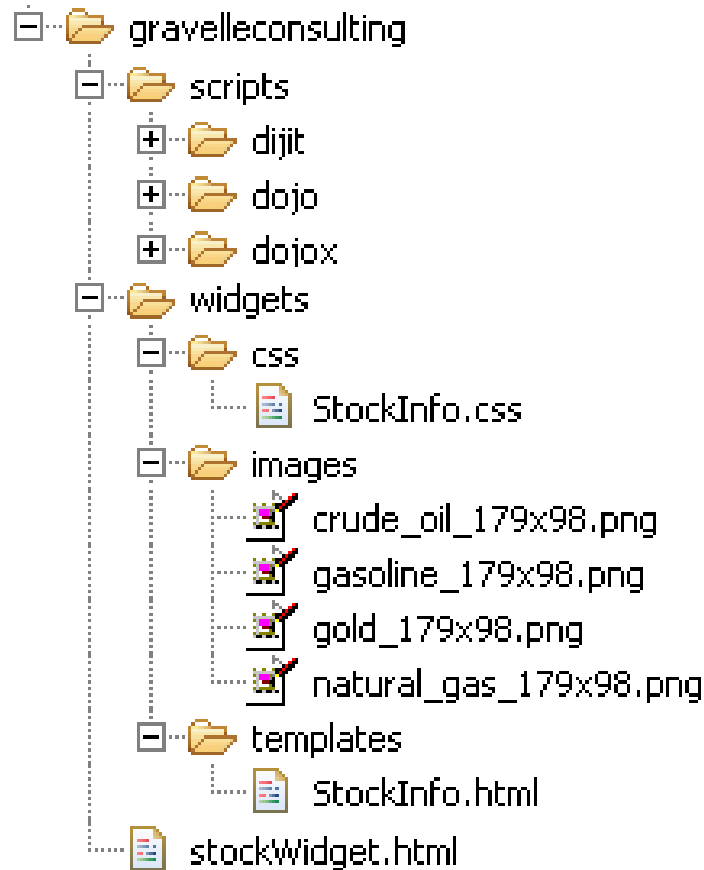 gravelleconsulting
scripts
dijit
dojo
dojox
widgets
css
StockInfo.css
images
crude_oil_179x98.png
gasoline_179x98.png
gold_179x98.png
natural_gas_179x98.png
templates
StockInfo.html
stockWidget.html